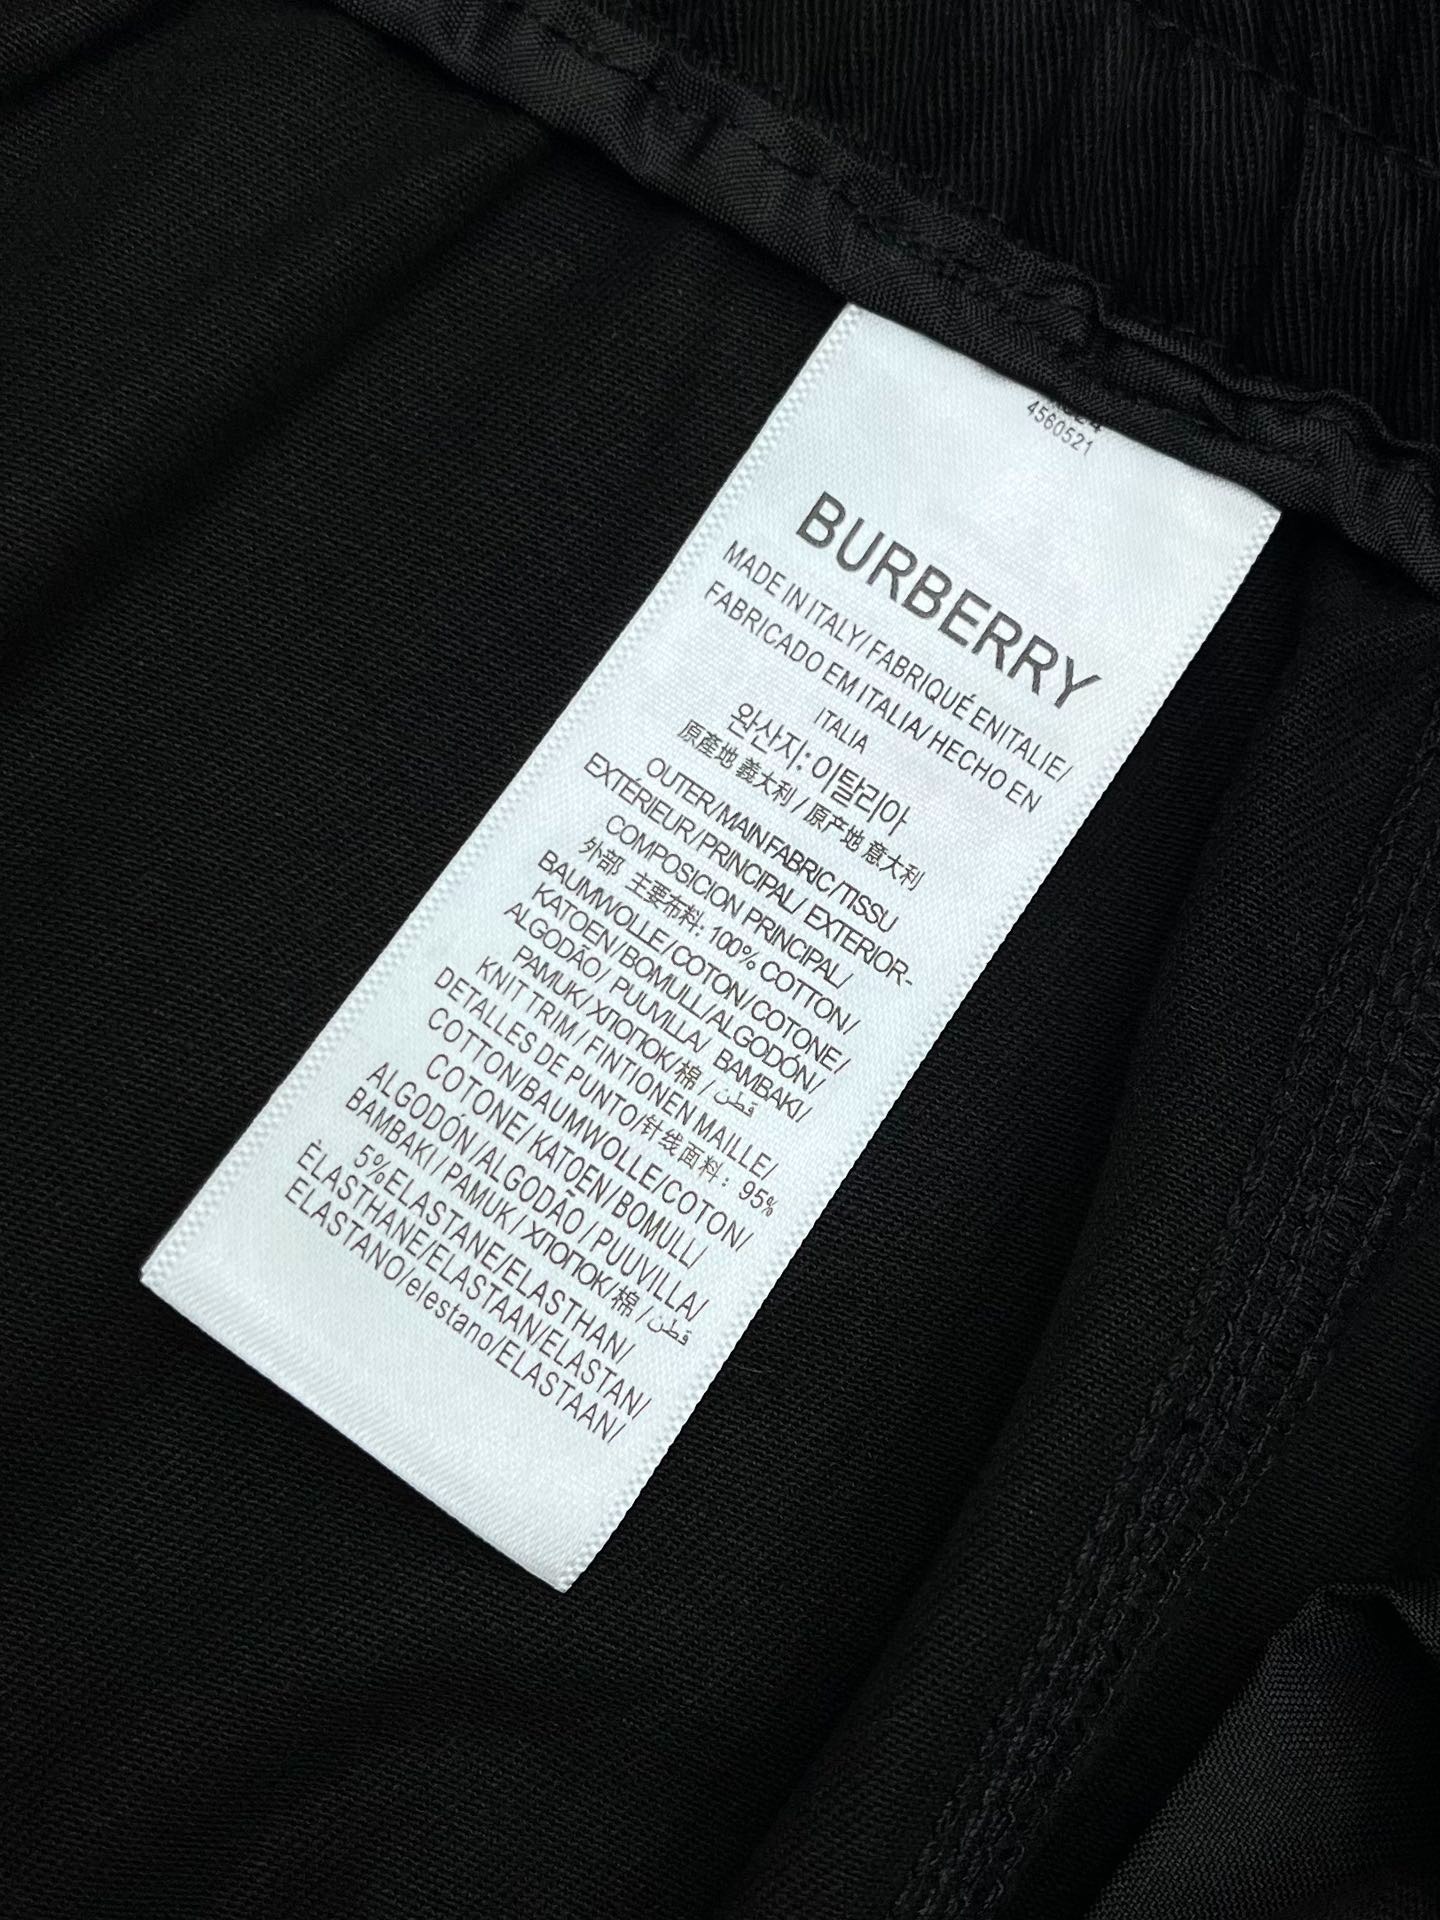 4560521
BURBERRY
MADE IN ITALY/ FABRIQUÉ ENITALIE/
FABRICADO EM ITALIA/ HECHO EN
ITALIA
완산지: 이탈리아
原產地 義大利 / 原产地 意大利
OUTER/MAIN FABRIC/TISSU
EXTÉRIEUR/PRINCIPAL/ EXTERIOR-
COMPOSICION PRINCIPAL/
外部 主要布料: 100% COTTON/
BAUMWOLLE/COTON/COTONE/
KATOEN/BOMULL/ALGODÓN/
ALGODÃO/ PUUVILLA/ BAMBAKI/
PAMUK/ХЛОПОК/棉 / قطن
KNIT TRIM / FINTIONEN MAILLE/
DETALLES DE PUNTO/针线面料: 95%
COTTON/BAUMWOLLE/COTON/
COTONE/ KATOEN/BOMULL/
ALGODÓN/ALGODÃO / PUUVILLA/
BAMBAKI/PAMUK/ХЛОПОК/棉 / قطن
5%ELASTANE/ELASTHAN/
ÈLASTHANE/ELASTAAN/ELASTAN/
ELASTANO/elestano/ELASTAAN/